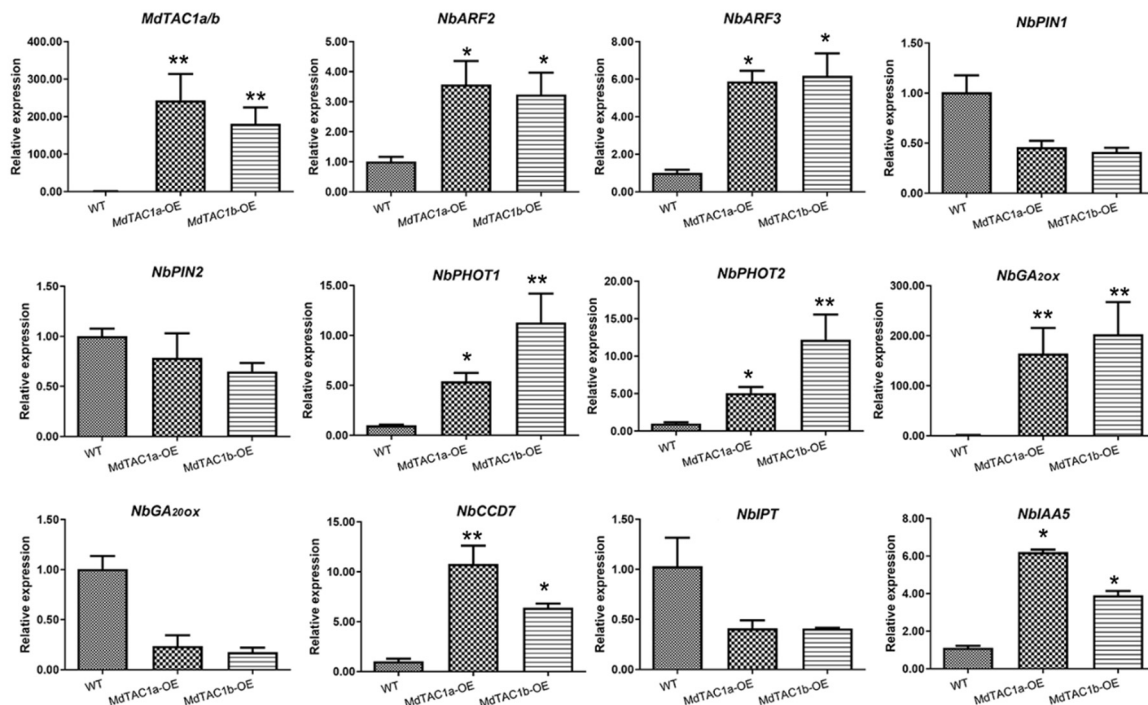 MdTAC1a/b
Relative expression
400.00
300.00
200.00
100.00
0.00
**
**
WT
MdTAC1a-OE
MdTAC1b-OE
NbARF2
Relative expression
5.00
4.00
3.00
2.00
1.00
0.00
*
*
WT
MdTAC1a-OE
MdTAC1b-OE
NbARF3
Relative expression
8.00
6.00
4.00
2.00
0.00
*
*
WT
MdTAC1a-OE
MdTAC1b-OE
NbPIN1
Relative expression
1.50
1.00
0.50
0.00
WT
MdTAC1a-OE
MdTAC1b-OE
NbPIN2
Relative expression
1.50
1.00
0.50
0.00
WT
MdTAC1a-OE
MdTAC1b-OE
NbPHOT1
Relative expression
15.00
10.00
5.00
0.00
*
**
WT
MdTAC1a-OE
MdTAC1b-OE
NbPHOT2
Relative expression
20.00
15.00
10.00
5.00
0.00
*
**
WT
MdTAC1a-OE
MdTAC1b-OE
NbGA2ox
Relative expression
300.00
200.00
100.00
0.00
**
**
WT
MdTAC1a-OE
MdTAC1b-OE
NbGA20ox
Relative expression
1.50
1.00
0.50
0.00
WT
MdTAC1a-OE
MdTAC1b-OE
NbCCD7
Relative expression
15.00
10.00
5.00
0.00
**
*
WT
MdTAC1a-OE
MdTAC1b-OE
NbIPT
Relative expression
1.50
1.00
0.50
0.00
WT
MdTAC1a-OE
MdTAC1b-OE
NbIAA5
Relative expression
8.00
6.00
4.00
2.00
0.00
*
*
WT
MdTAC1a-OE
MdTAC1b-OE